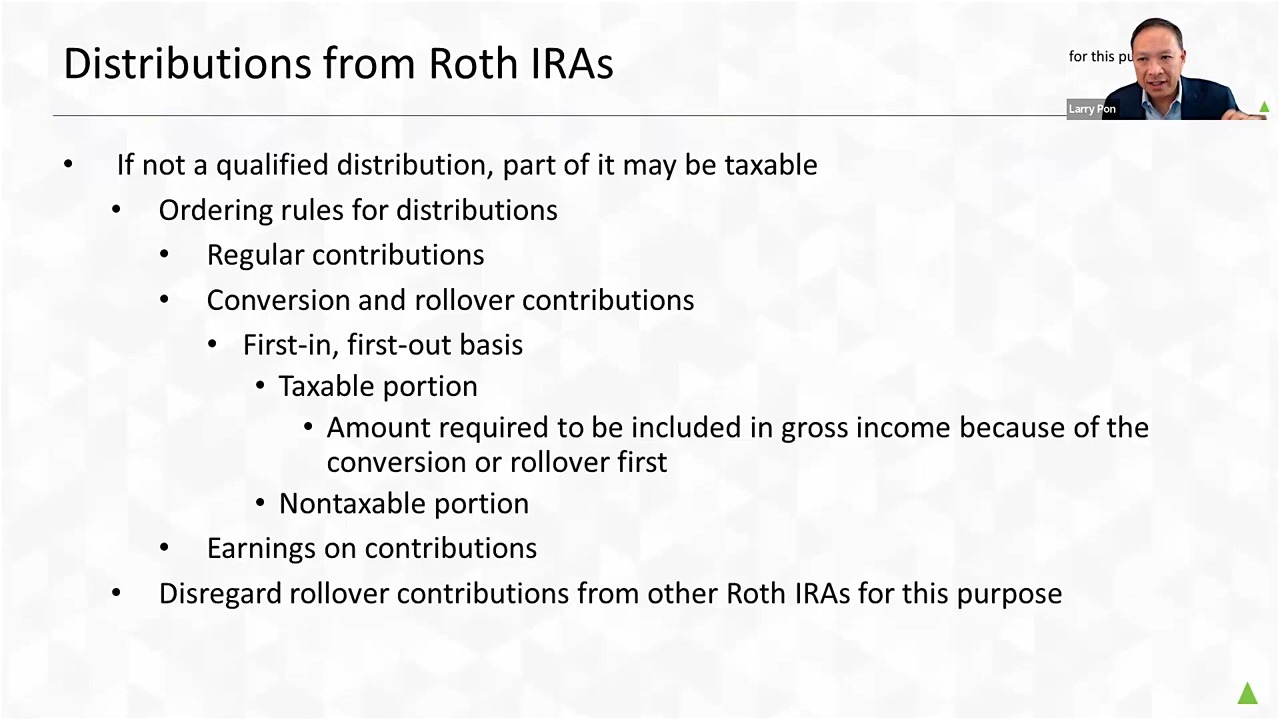 Distributions from Roth IRAs
for this pu
Larry Pon
• If not a qualified distribution, part of it may be taxable
• Ordering rules for distributions
• Regular contributions
• Conversion and rollover contributions
• First-in, first-out basis
• Taxable portion
• Amount required to be included in gross income because of the
conversion or rollover first
• Nontaxable portion
• Earnings on contributions
• Disregard rollover contributions from other Roth IRAs for this purpose